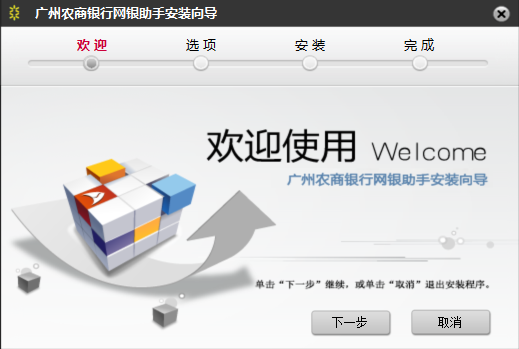 广州农商银行网银助手安装向导
欢迎 选项 安装 完成
欢迎使用 Welcome
广州农商银行网银助手安装向导
单击“下一步”继续，或单击“取消”退出安装程序。
下一步 取消